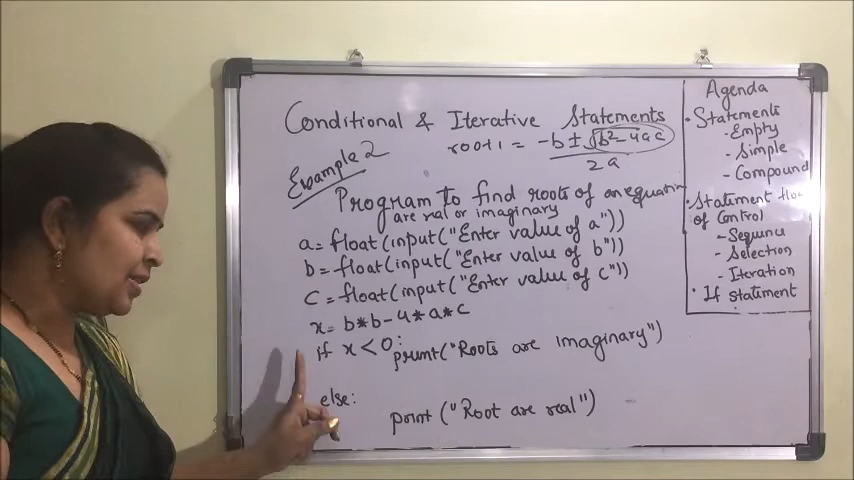 Conditional & Iterative Statements
root1 = -b ± √b²-4ac
2a
Example 2
Program to find roots of an equation
are real or imaginary
a = float(input("Enter value of a"))
b = float(input("Enter value of b"))
c = float(input("Enter value of c"))
x = b*b-4*a*c
if x < 0:
print("Roots are Imaginary")
else:
print ("Root are real")
Agenda
• Statements
- Empty
- Simple
- Compound
• Statement flow
of Control
- Sequence
- Selection
- Iteration
• If statement